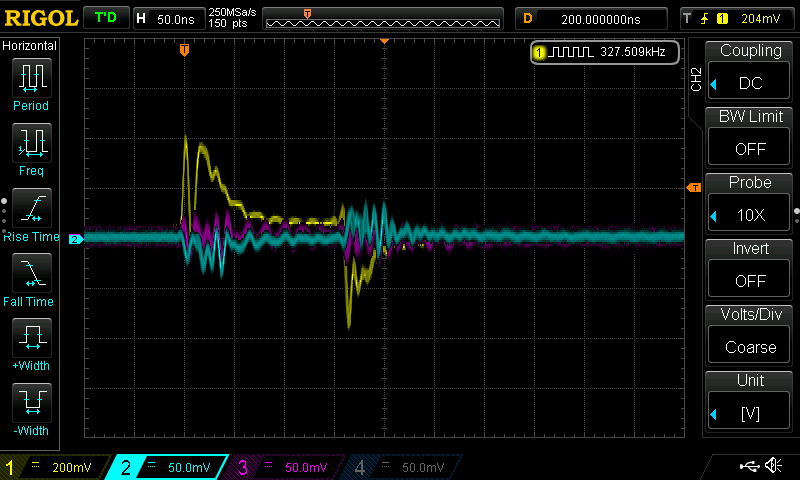 RIGOL T'D H 50.0ns 250MSa/s 150 pts D 200.000000ns T 1 204mV
T
Horizontal
1 327.509kHz
Period
Freq
Rise Time
Fall Time
+Width
-Width
2
T
CH2
Coupling
DC
BW Limit
OFF
Probe
10X
Invert
OFF
Volts/Div
Coarse
Unit
[V]
1 200mV 2 50.0mV 3 50.0mV 4 50.0mV